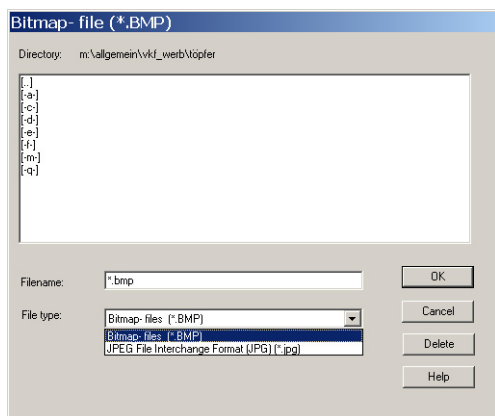 Bitmap- file (*.BMP)
Directory: m:\allgemein\vkf_werb\töpfer
[..]
[-a-]
[-c-]
[-d-]
[-e-]
[-f-]
[-m-]
[-q-]
Filename: *.bmp
OK
File type: Bitmap- files (*.BMP)
Cancel
Bitmap- files (*.BMP)
JPEG File Interchange Format (JPG) (*.jpg)
Delete
Help